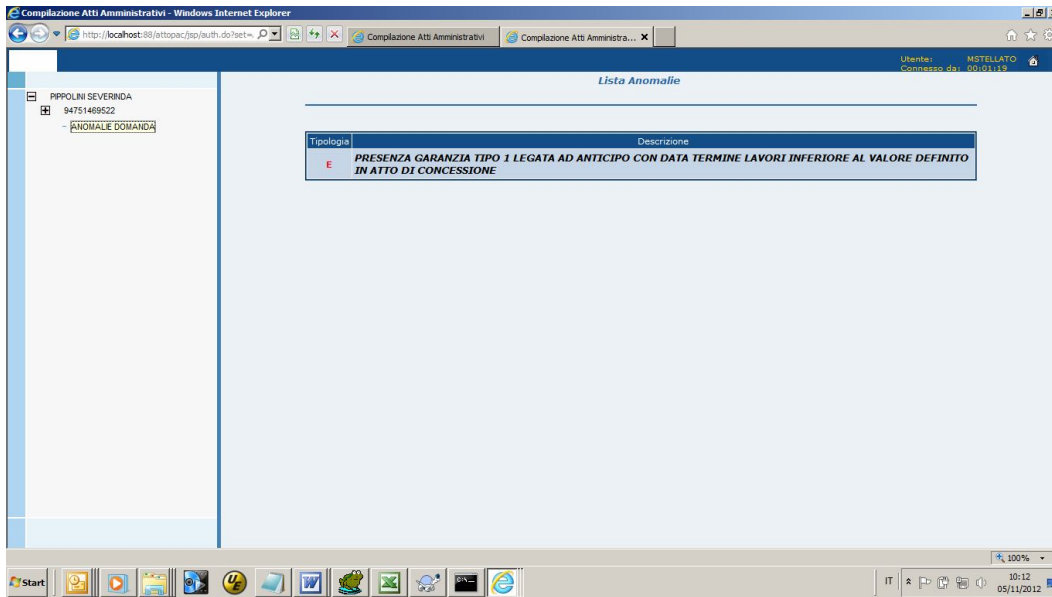 Compilazione Atti Amministrativi - Windows Internet Explorer
http://localhost:88/attopac/jsp/auth.do?set=
Compilazione Atti Amministrativi
Compilazione Atti Amministra...
Utente: MSTELLATO
Connesso da: 00:01:19
Lista Anomalie
PIPPOLINI SEVERINDA
94751469522
ANOMALIE DOMANDA
Tipologia Descrizione
E PRESENZA GARANZIA TIPO 1 LEGATA AD ANTICIPO CON DATA TERMINE LAVORI INFERIORE AL VALORE DEFINITO
IN ATTO DI CONCESSIONE
100%
Start
IT
10:12
05/11/2012